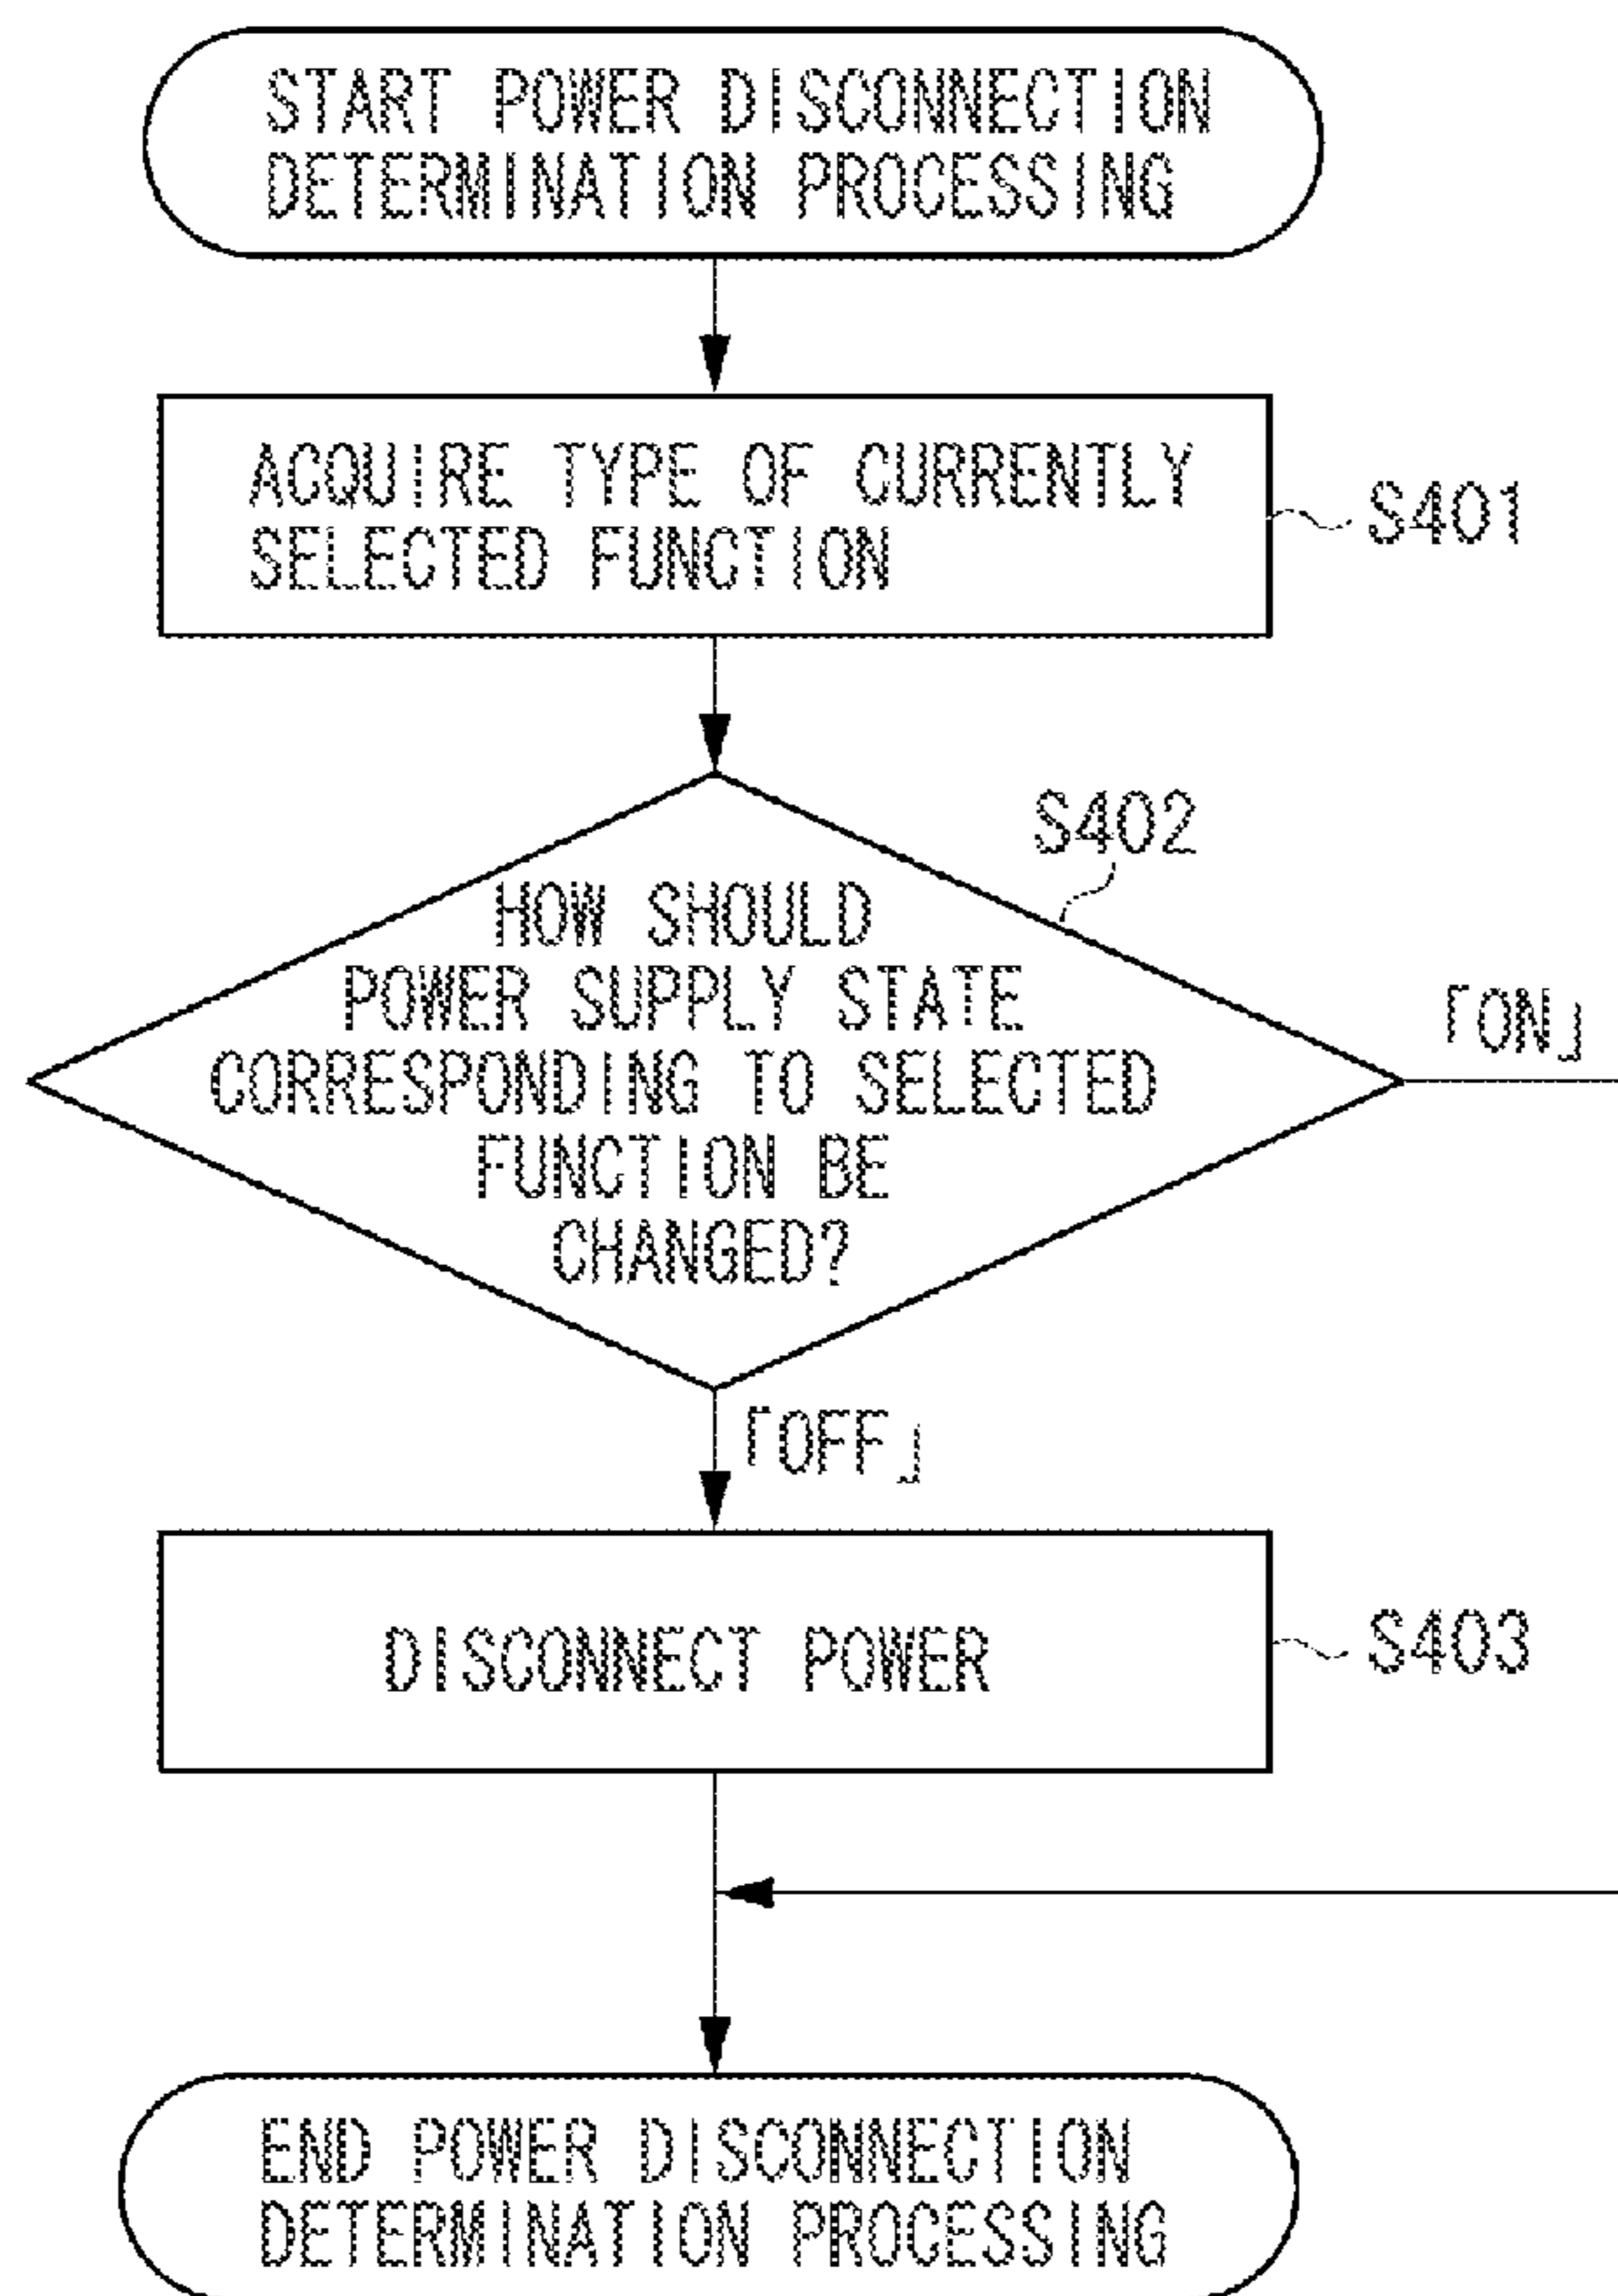 START POWER DISCONNECTION
DETERMINATION PROCESSING
ACQUIRE TYPE OF CURRENTLY
SELECTED FUNCTION
S401
S402
HOW SHOULD
POWER SUPPLY STATE
CORRESPONDING TO SELECTED
FUNCTION BE
CHANGED?
「ON」
「OFF」
DISCONNECT POWER
S403
END POWER DISCONNECTION
DETERMINATION PROCESSING